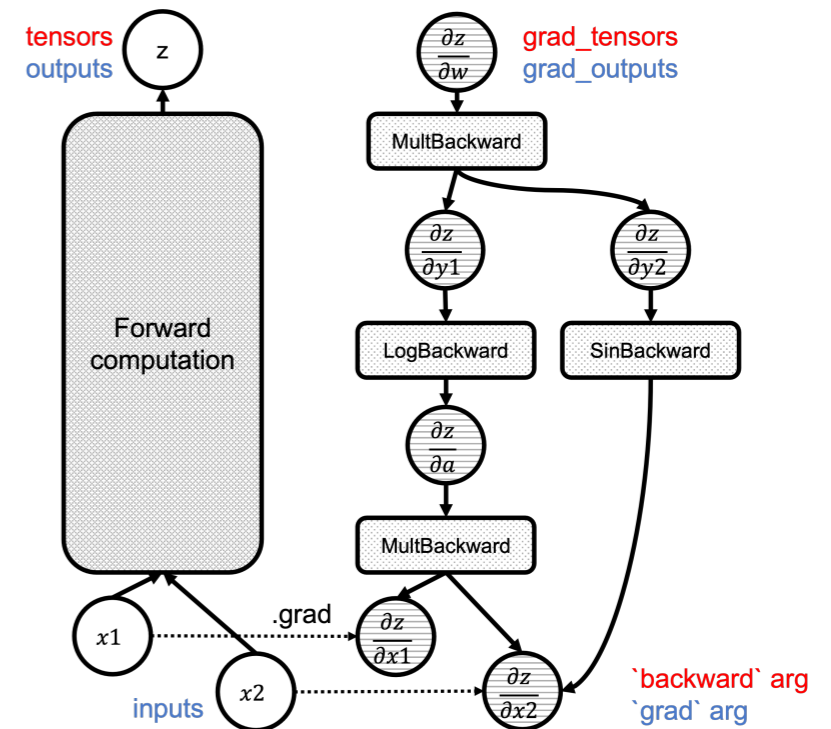 tensors
outputs
z
∂z
∂w
grad_tensors
grad_outputs
MultBackward
∂z
∂y1
∂z
∂y2
Forward
computation
LogBackward
SinBackward
∂z
∂a
MultBackward
.grad
x1
∂z
∂x1
x2
inputs
∂z
∂x2
`backward` arg
`grad` arg